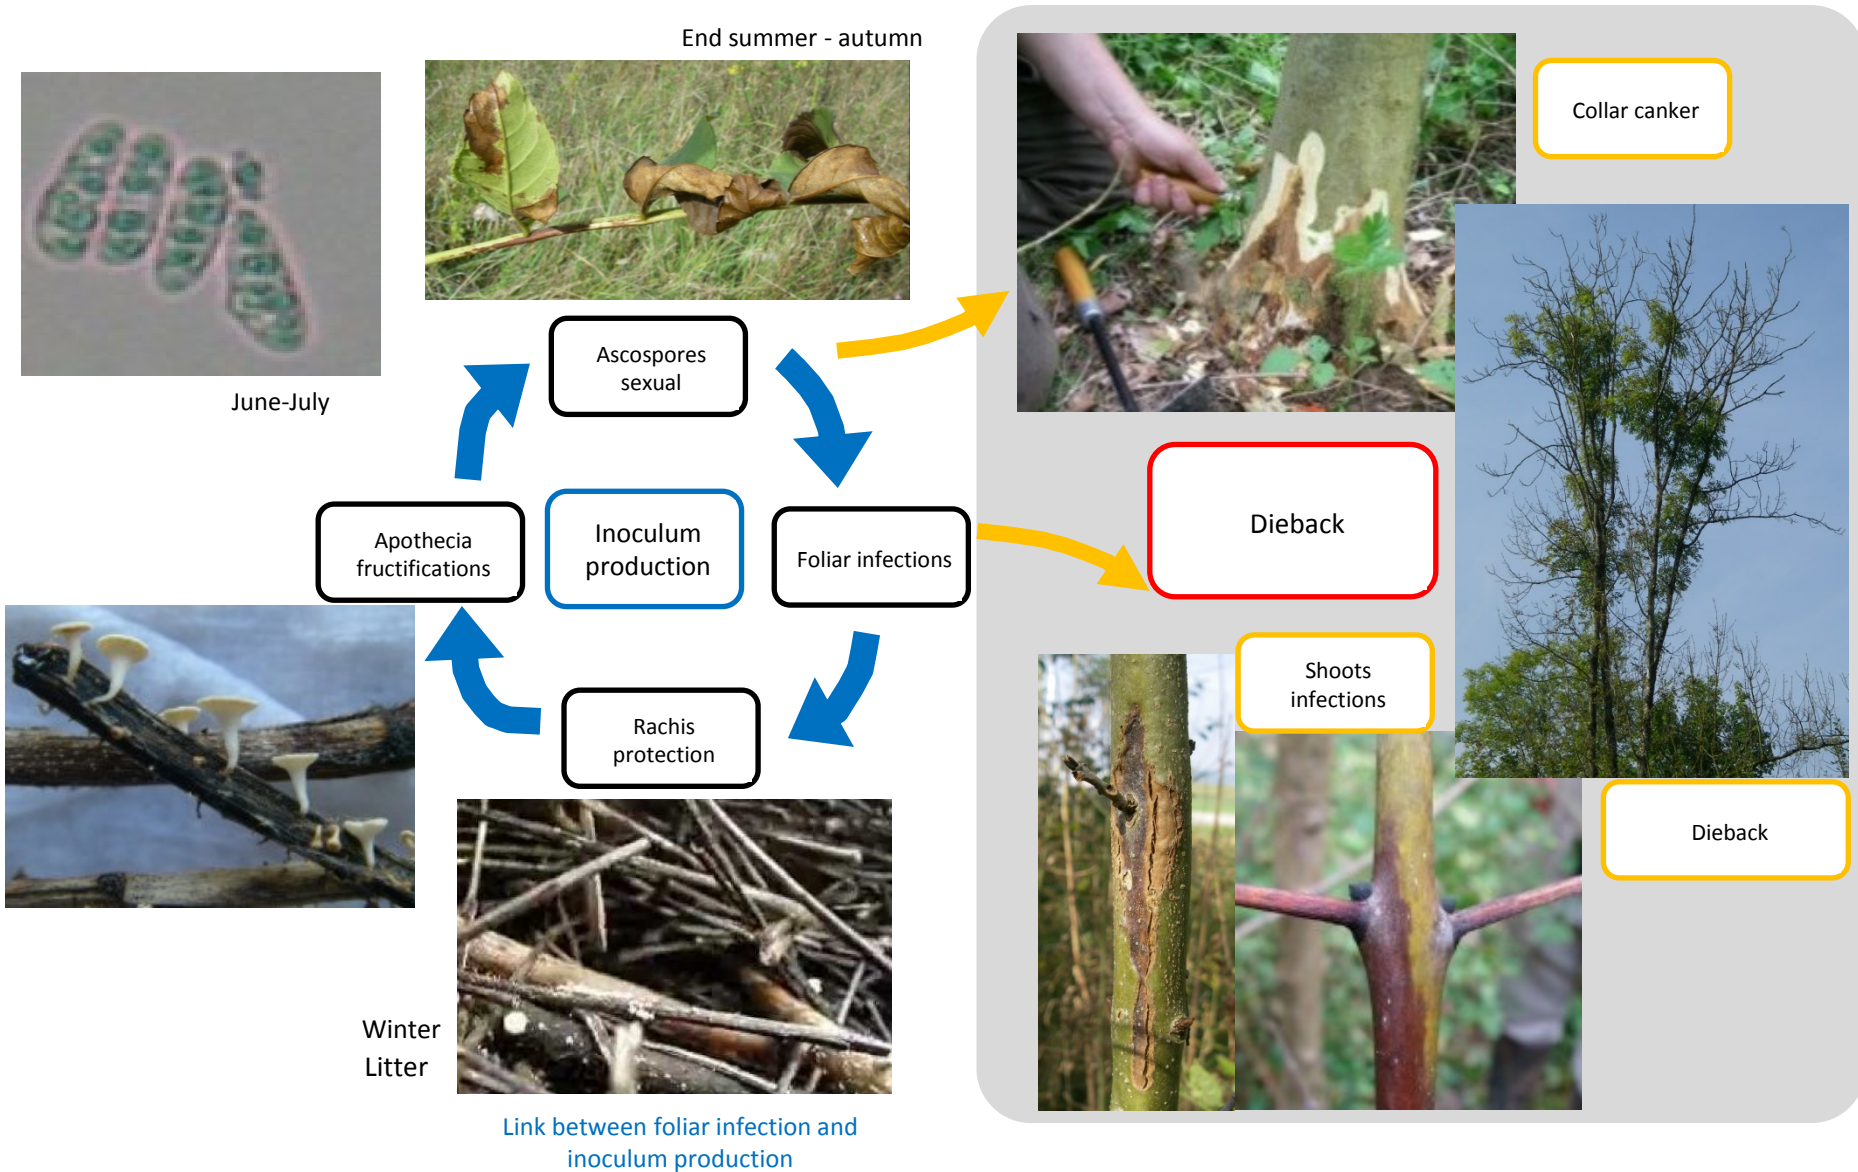 End summer - autumn
Collar canker
June-July
Ascospores
sexual
Apothecia
fructifications
Inoculum
production
Foliar infections
Dieback
Shoots
infections
Rachis
protection
Dieback
Winter
Litter
Link between foliar infection and
inoculum production